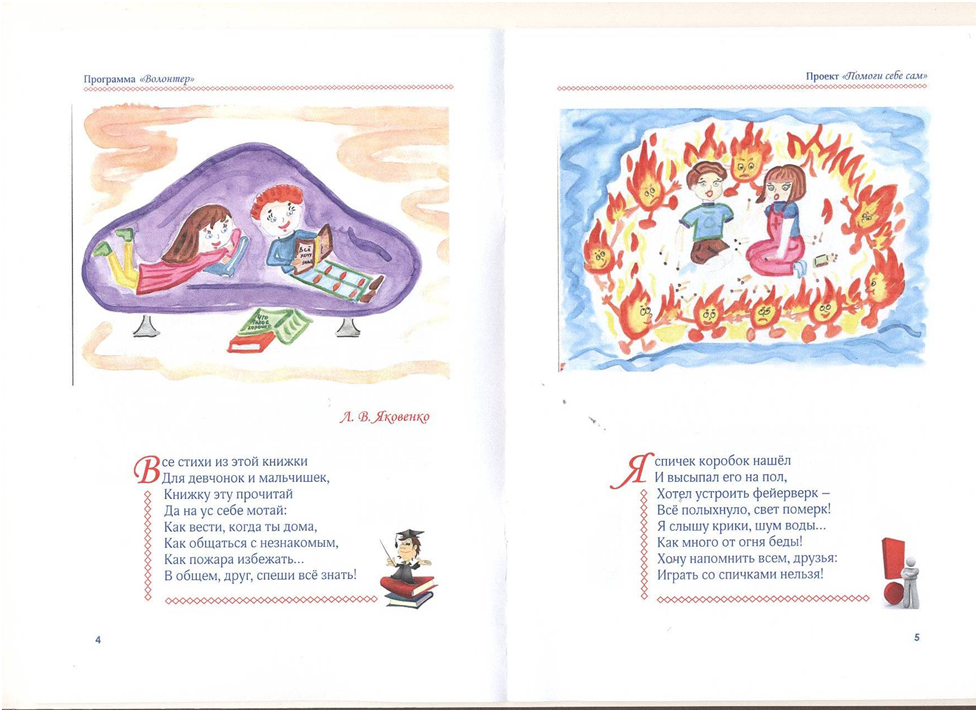 Программа «Волонтер»
Л. В. Яковенко
Все стихи из этой книжки
Для девчонок и мальчишек,
Книжку эту прочитай
Да на ус себе мотай:
Как вести, когда ты дома,
Как общаться с незнакомым,
Как пожара избежать...
В общем, друг, спеши всё знать!
4
Проект «Помоги себе сам»
Я спичек коробок нашёл
И высыпал его на пол,
Хотел устроить фейерверк –
Всё полыхнуло, свет померк!
Я слышу крики, шум воды...
Как много от огня беды!
Хочу напомнить всем, друзья:
Играть со спичками нельзя!
5